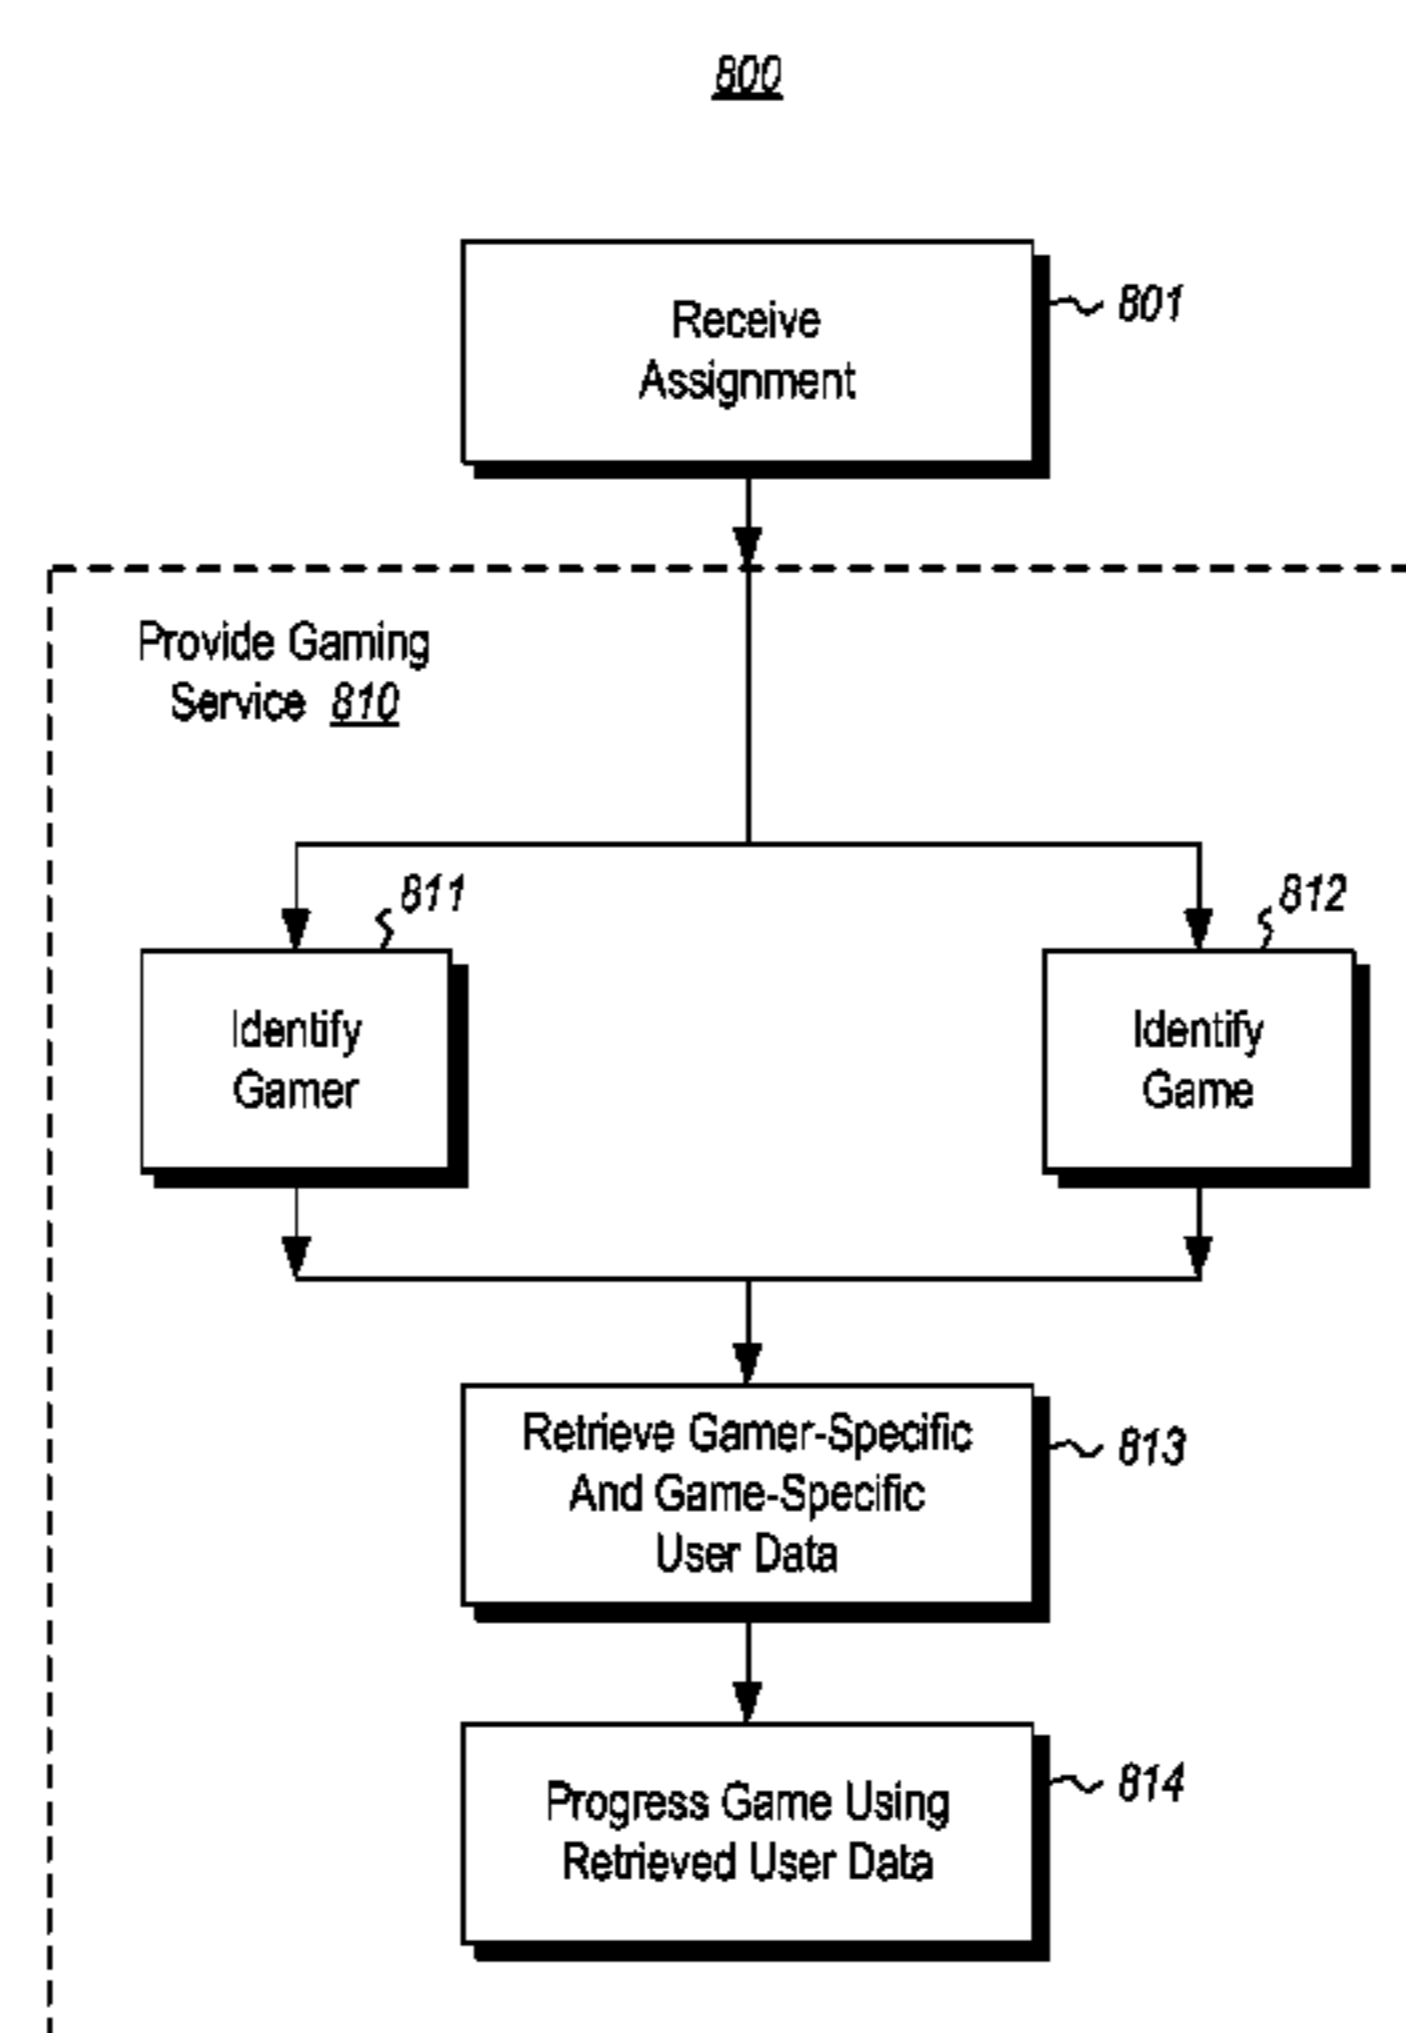 800
Receive
Assignment
801
Provide Gaming
Service 810
811
812
Identify
Gamer
Identify
Game
Retrieve Gamer-Specific
And Game-Specific
User Data
813
Progress Game Using
Retrieved User Data
814